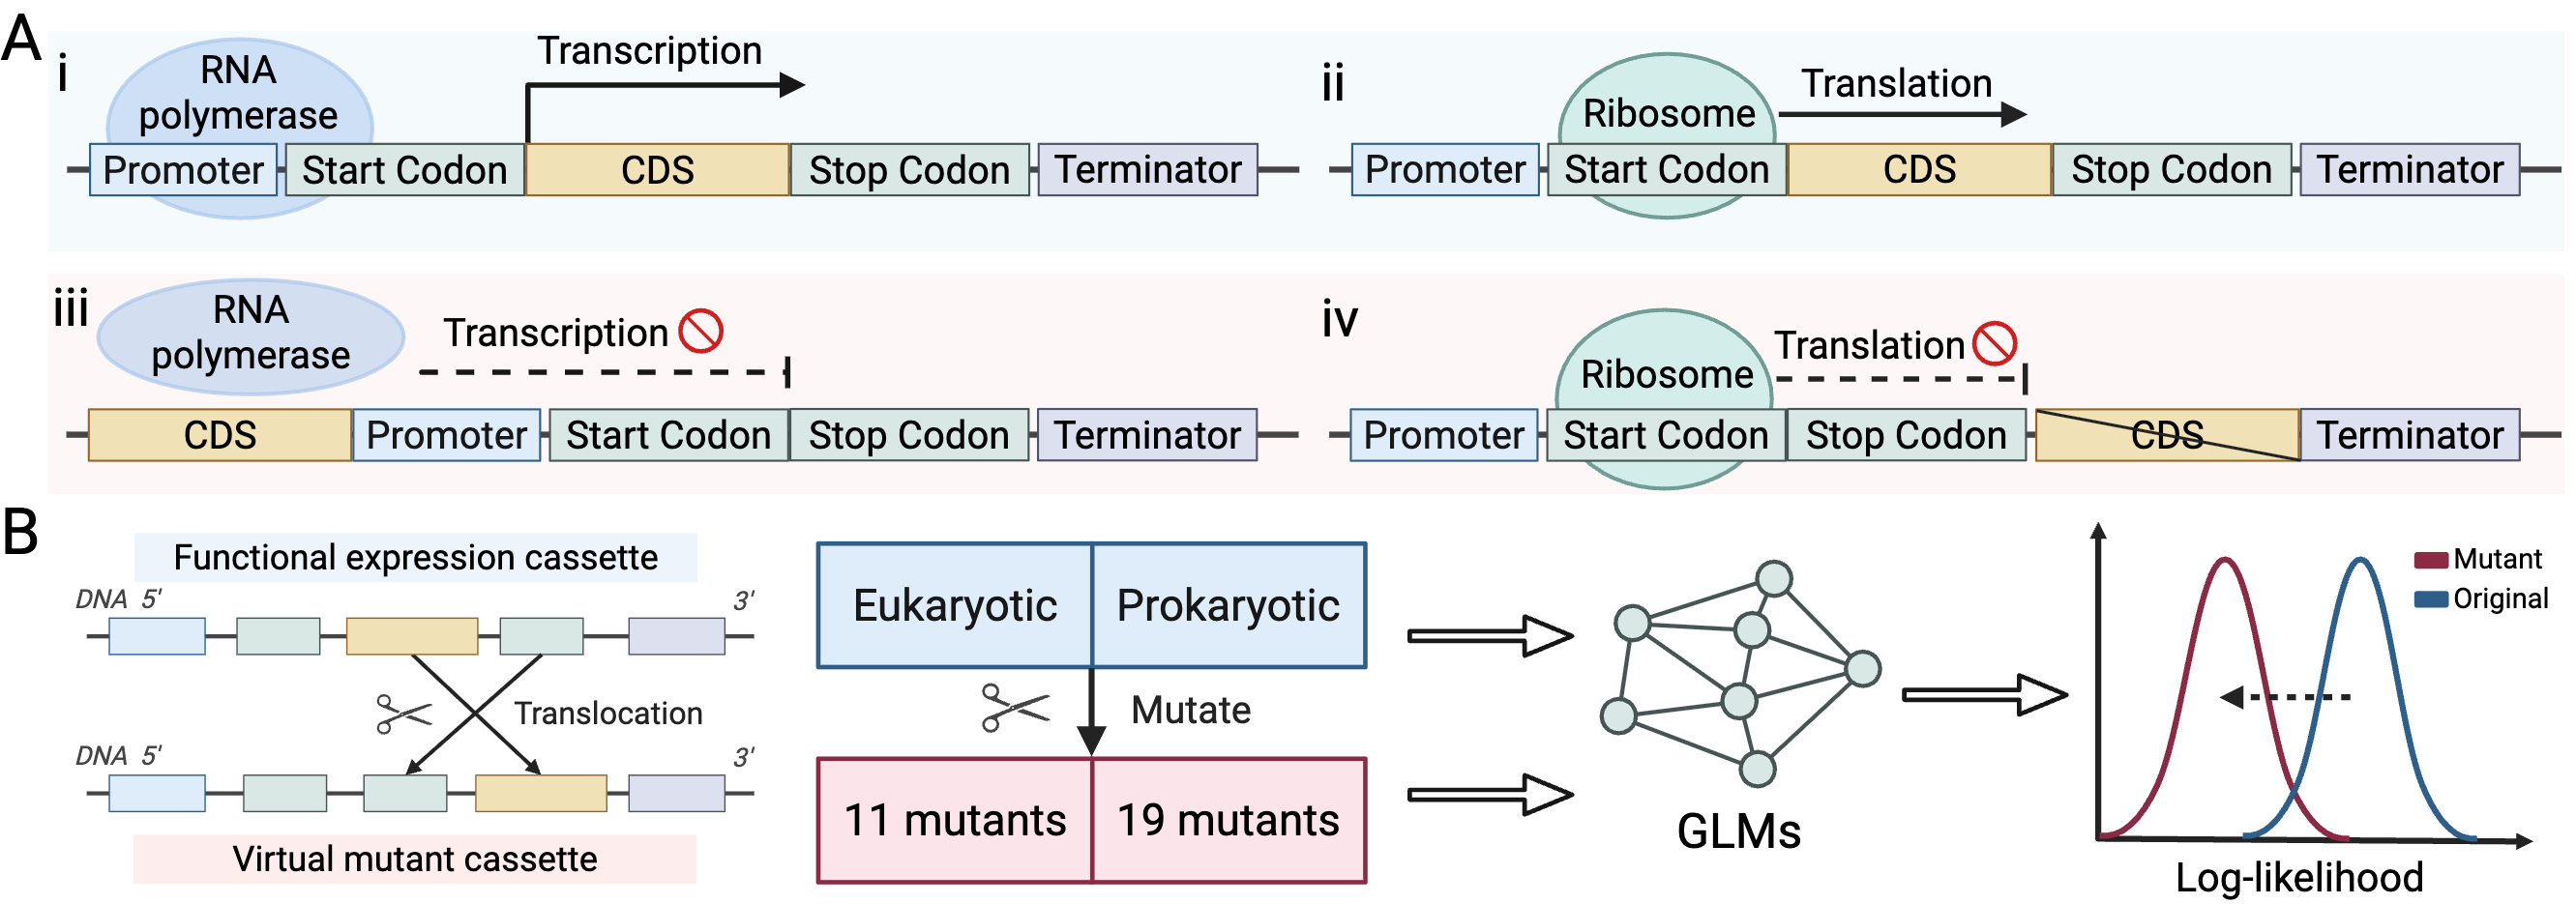 A
i
RNA
polymerase
Transcription
Promoter Start Codon CDS Stop Codon Terminator
ii
Ribosome
Translation
Promoter Start Codon CDS Stop Codon Terminator
iii
RNA
polymerase
Transcription
CDS Promoter Start Codon Stop Codon Terminator
iv
Ribosome
Translation
Promoter Start Codon Stop Codon CDS Terminator
B
Functional expression cassette
DNA 5' 3'
Translocation
DNA 5' 3'
Virtual mutant cassette
Eukaryotic Prokaryotic
Mutate
11 mutants 19 mutants
GLMs
Mutant
Original
Log-likelihood